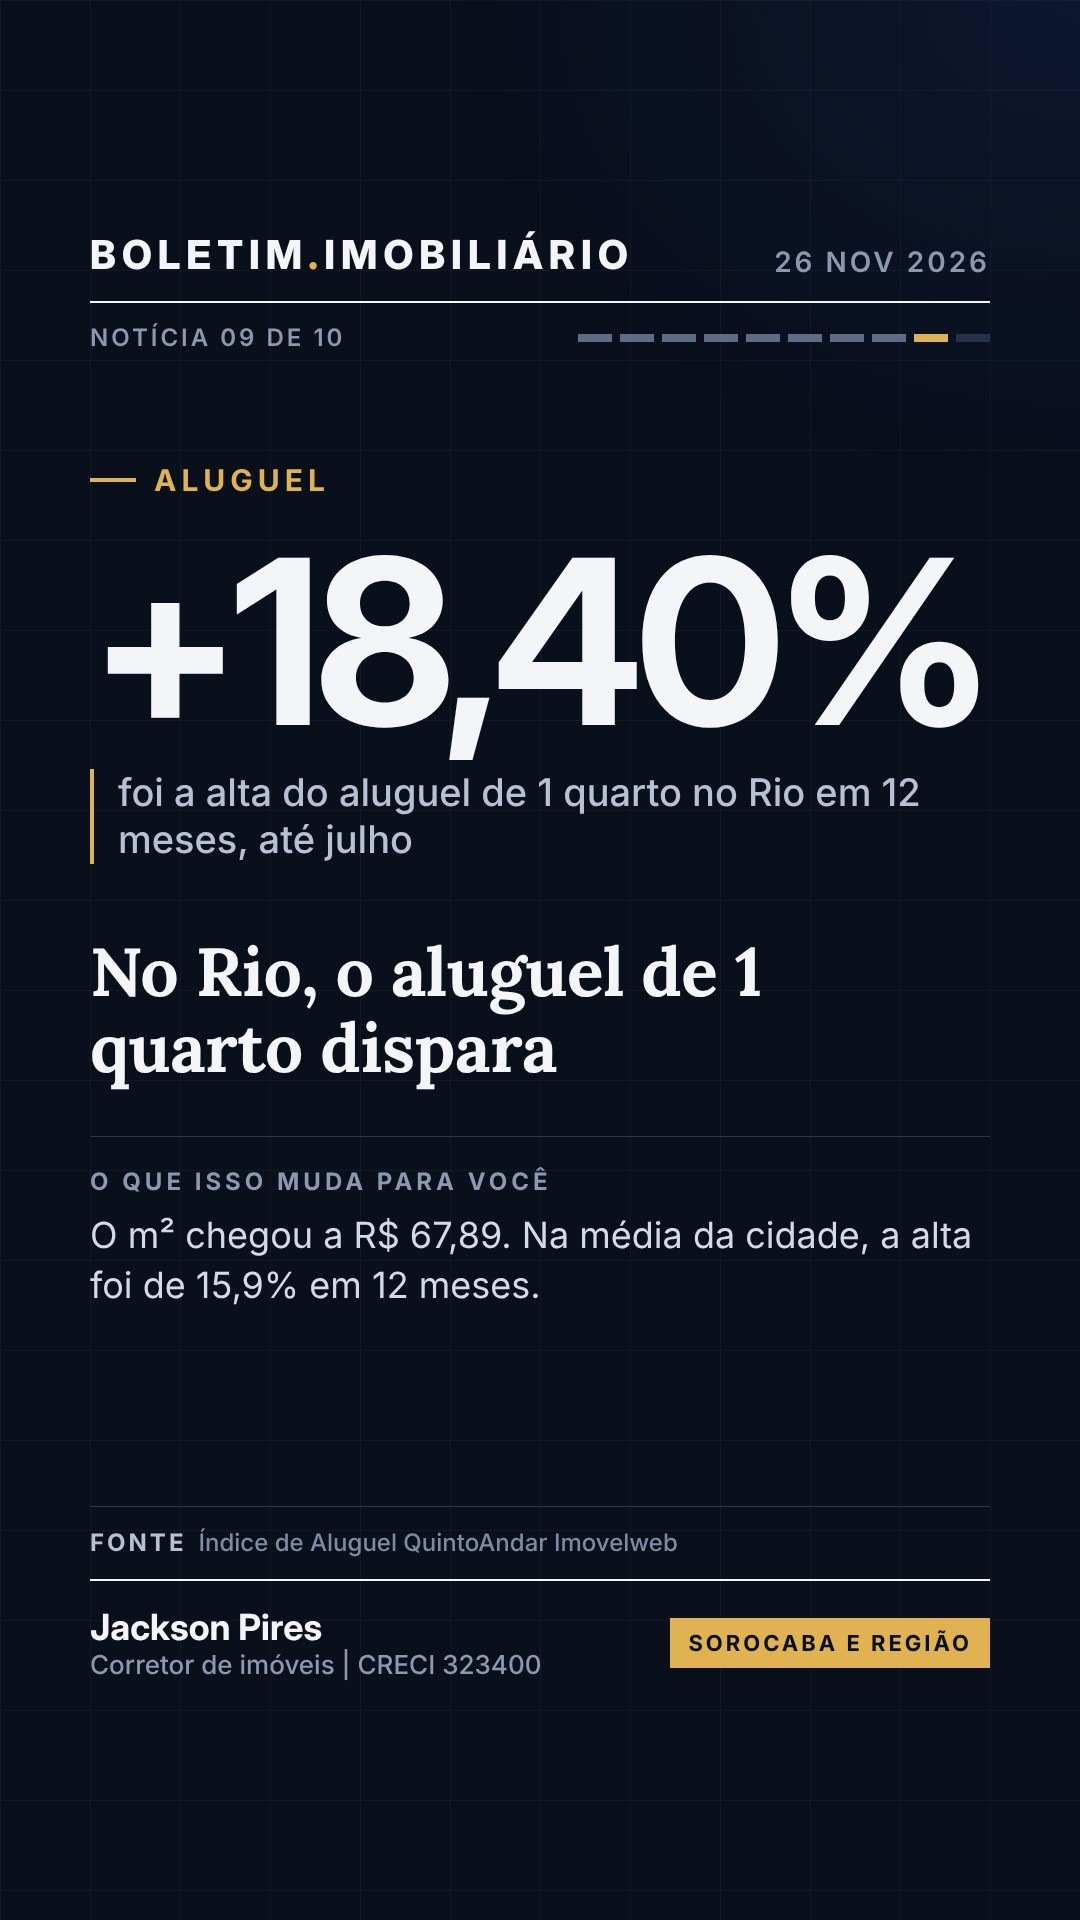 BOLETIM.IMOBILIÁRIO
26 NOV 2026
NOTÍCIA 09 DE 10
ALUGUEL
+18,40%
foi a alta do aluguel de 1 quarto no Rio em 12
meses, até julho
No Rio, o aluguel de 1
quarto dispara
O QUE ISSO MUDA PARA VOCÊ
O m² chegou a R$ 67,89. Na média da cidade, a alta
foi de 15,9% em 12 meses.
FONTE Índice de Aluguel QuintoAndar Imovelweb
Jackson Pires
Corretor de imóveis | CRECI 323400
SOROCABA E REGIÃO